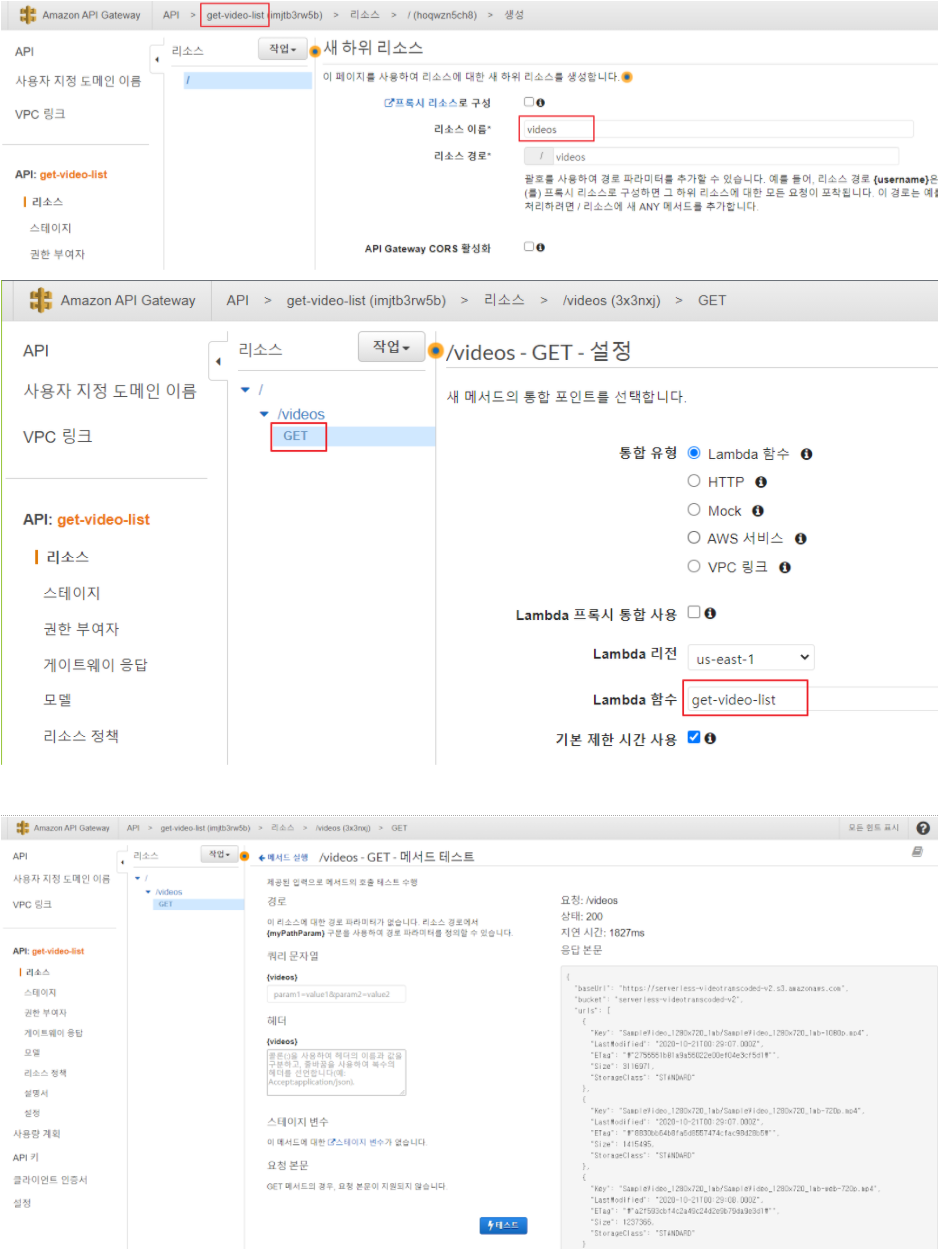 Amazon API Gateway API > get-video-list (imjtb3rw5b) > 리소스 > / (hoqwzn5ch8) > 생성
API
사용자 지정 도메인 이름
VPC 링크
API: get-video-list
리소스
스테이지
권한 부여자
리소스 작업
/
새 하위 리소스
이 페이지를 사용하여 리소스에 대한 새 하위 리소스를 생성합니다.
프록시 리소스로 구성
리소스 이름* videos
리소스 경로* / videos
괄호를 사용하여 경로 파라미터를 추가할 수 있습니다. 예를 들어, 리소스 경로 {username}은
(를) 프록시 리소스로 구성하면 그 하위 리소스에 대한 모든 요청이 포착됩니다. 이 경로는 예를
처리하려면 / 리소스에 새 ANY 메서드를 추가합니다.
API Gateway CORS 활성화
Amazon API Gateway API > get-video-list (imjtb3rw5b) > 리소스 > /videos (3x3nxj) > GET
API
사용자 지정 도메인 이름
VPC 링크
API: get-video-list
리소스
스테이지
권한 부여자
게이트웨이 응답
모델
리소스 정책
리소스 작업
/
/videos
GET
/videos - GET - 설정
새 메서드의 통합 포인트를 선택합니다.
통합 유형 Lambda 함수
HTTP
Mock
AWS 서비스
VPC 링크
Lambda 프록시 통합 사용
Lambda 리전 us-east-1
Lambda 함수 get-video-list
기본 제한 시간 사용
Amazon API Gateway API > get-video-list (imjtb3rw5b) > 리소스 > /videos (3x3nxj) > GET 모든 힌트 표시
API
사용자 지정 도메인 이름
VPC 링크
API: get-video-list
리소스
스테이지
권한 부여자
게이트웨이 응답
모델
리소스 정책
설명서
설정
사용량 계획
API 키
클라이언트 인증서
설정
리소스 작업
/
/videos
GET
메서드 실행 /videos - GET - 메서드 테스트
제공된 입력으로 메서드의 호출 테스트 수행
경로
이 리소스에 대한 경로 파라미터가 없습니다. 리소스 경로에서
{myPathParam} 구문을 사용하여 경로 파라미터를 정의할 수 있습니다.
쿼리 문자열
{videos}
param1=value1&param2=value2
헤더
{videos}
콜론(:)을 사용하여 헤더의 이름과 값을
구분하고, 줄바꿈을 사용하여 복수의
헤더를 선언합니다(예:
Accept:application/json).
스테이지 변수
이 메서드에 대한 스테이지 변수가 없습니다.
요청 본문
GET 메서드의 경우, 요청 본문이 지원되지 않습니다
테스트
요청: /videos
상태: 200
지연 시간: 1827ms
응답 본문
{
"baseUrl": "https://serverless-videotranscoded-v2.s3.amazonaws.com",
"bucket": "serverless-videotranscoded-v2",
"urls": [
{
"Key": "SampleVideo_1280x720_1mb/SampleVideo_1280x720_1mb-1080p.mp4",
"LastModified": "2020-10-21T00:29:07.000Z",
"Size": 3116971,
"StorageClass": "STANDARD"
},
{
"Key": "SampleVideo_1280x720_1mb/SampleVideo_1280x720_1mb-720p.mp4",
"LastModified": "2020-10-21T00:29:07.000Z",
"Size": 1415495,
"StorageClass": "STANDARD"
},
{
"Key": "SampleVideo_1280x720_1mb/SampleVideo_1280x720_1mb-web-720p.mp4",
"LastModified": "2020-10-21T00:29:08.000Z",
"Size": 1237366,
"StorageClass": "STANDARD"
}